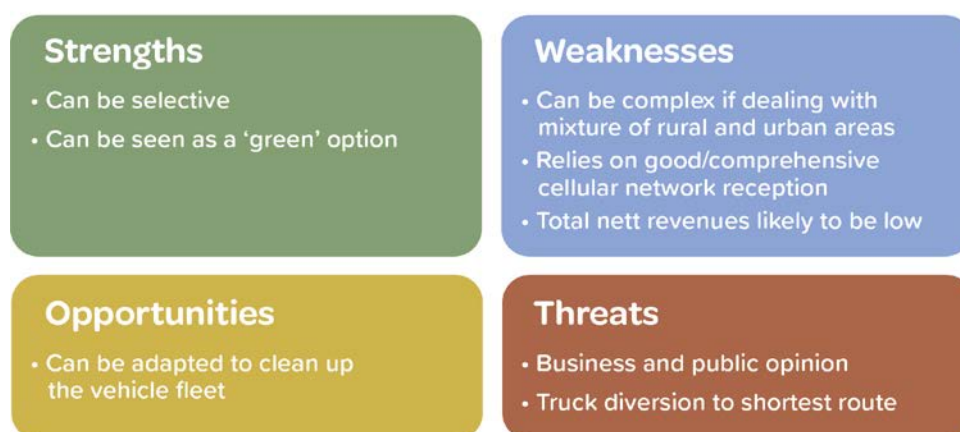 Strengths
• Can be selective
• Can be seen as a ‘green’ option
Weaknesses
• Can be complex if dealing with
mixture of rural and urban areas
• Relies on good/comprehensive
cellular network reception
• Total nett revenues likely to be low
Opportunities
• Can be adapted to clean up
the vehicle fleet
Threats
• Business and public opinion
• Truck diversion to shortest route